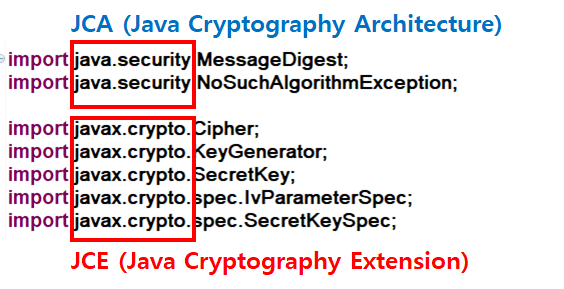 JCA (Java Cryptography Architecture)
import java.security.MessageDigest;
import java.security.NoSuchAlgorithmException;
import javax.crypto.Cipher;
import javax.crypto.KeyGenerator;
import javax.crypto.SecretKey;
import javax.crypto.spec.IvParameterSpec;
import javax.crypto.spec.SecretKeySpec;
JCE (Java Cryptography Extension)